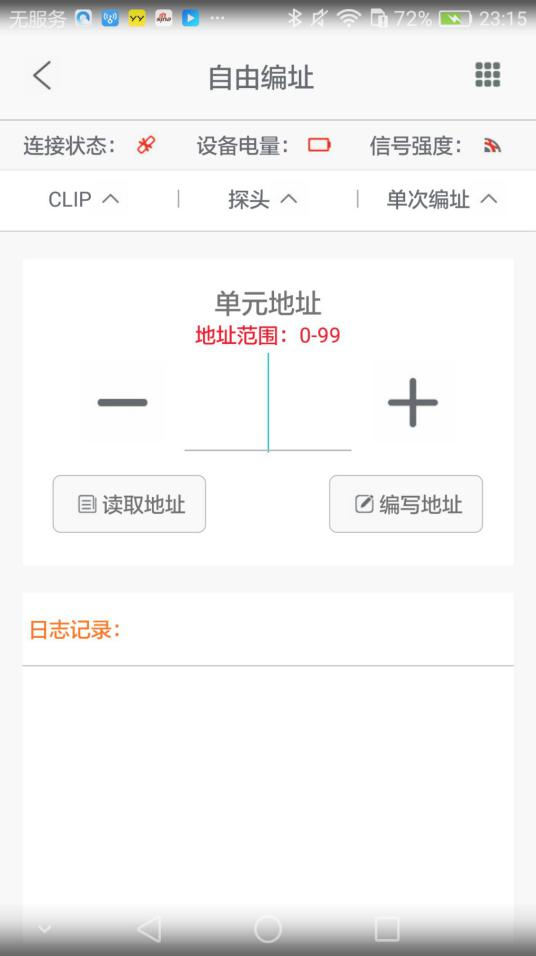 无服务 YY sina ... 72% 23:15
自由编址
连接状态： 设备电量： 信号强度：
CLIP 探头 单次编址
单元地址
地址范围：0-99
读取地址 编写地址
日志记录：